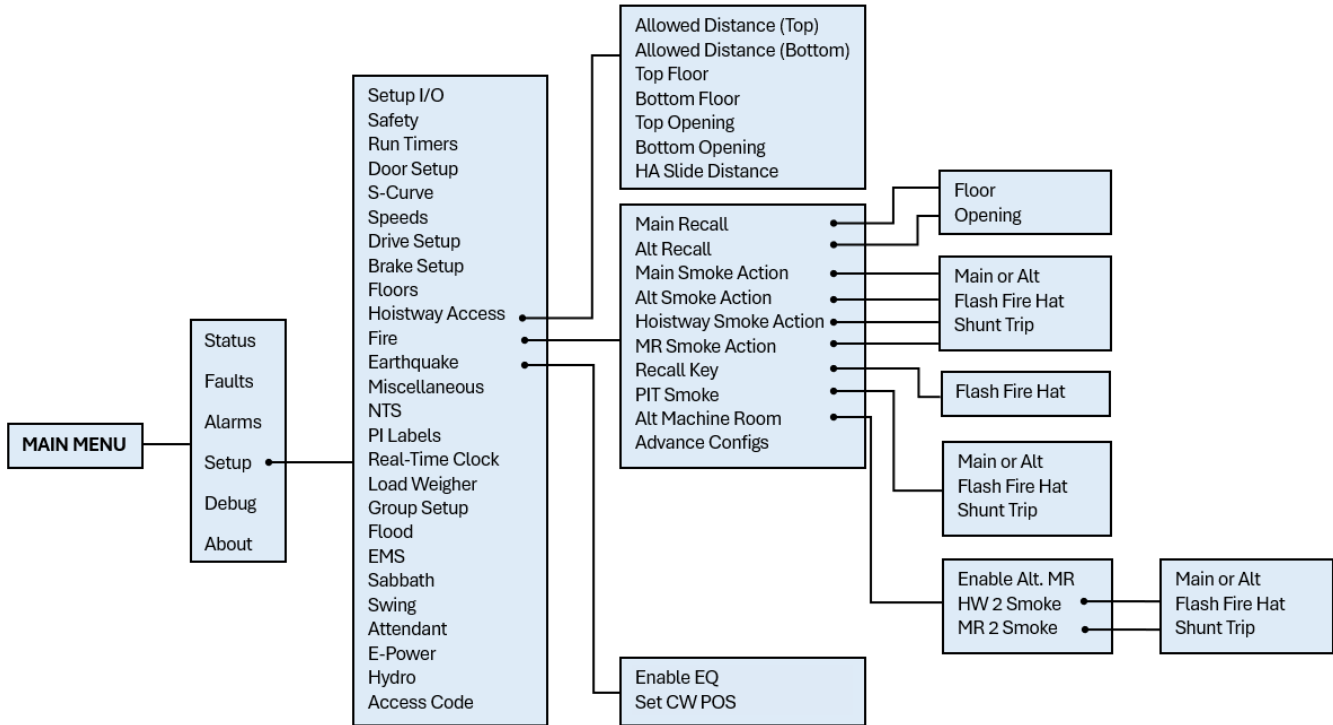 MAIN MENU
Status
Faults
Alarms
Setup
Debug
About
Setup I/O
Safety
Run Timers
Door Setup
S-Curve
Speeds
Drive Setup
Brake Setup
Floors
Hoistway Access
Fire
Earthquake
Miscellaneous
NTS
PI Labels
Real-Time Clock
Load Weigher
Group Setup
Flood
EMS
Sabbath
Swing
Attendant
E-Power
Hydro
Access Code
Allowed Distance (Top)
Allowed Distance (Bottom)
Top Floor
Bottom Floor
Top Opening
Bottom Opening
HA Slide Distance
Main Recall
Alt Recall
Main Smoke Action
Alt Smoke Action
Hoistway Smoke Action
MR Smoke Action
Recall Key
PIT Smoke
Alt Machine Room
Advance Configs
Enable EQ
Set CW POS
Floor
Opening
Main or Alt
Flash Fire Hat
Shunt Trip
Flash Fire Hat
Main or Alt
Flash Fire Hat
Shunt Trip
Enable Alt. MR
HW 2 Smoke
MR 2 Smoke
Main or Alt
Flash Fire Hat
Shunt Trip